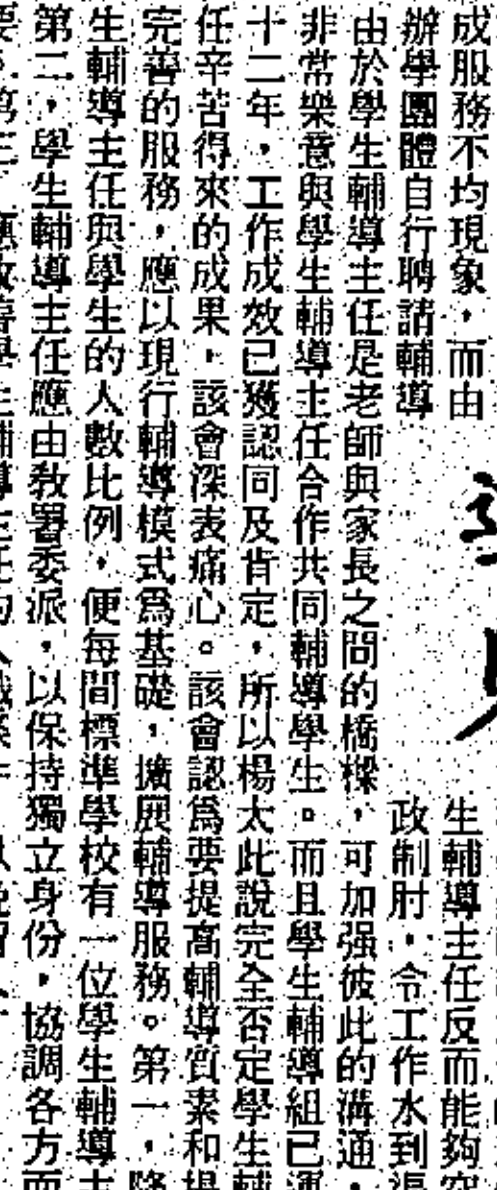 成服務不均現象，而由
辦學團體自行聘請輔導
生輔導主任反而能夠
政制肘，令工作水到
由於學生輔導主任是老師與家長之間的橋樑，可加强彼此的溝通，
非常樂意與學生輔導主任合作共同輔導學生。而且學生輔導組已運
十二年，工作成效已獲認同及肯定，所以楊太此說完全否定學生輔
任辛苦得來的成果，該會深表痛心。該會認爲要提高輔導質素和提
完善的服務，應以現行輔導模式爲基礎，擴展輔導服務。第一，降
生輔導主任與學生的人數比例，便每間標準學校有一位學生輔導主
第二，學生輔導主任應由敎署委派，以保持獨立身份，協調各方面